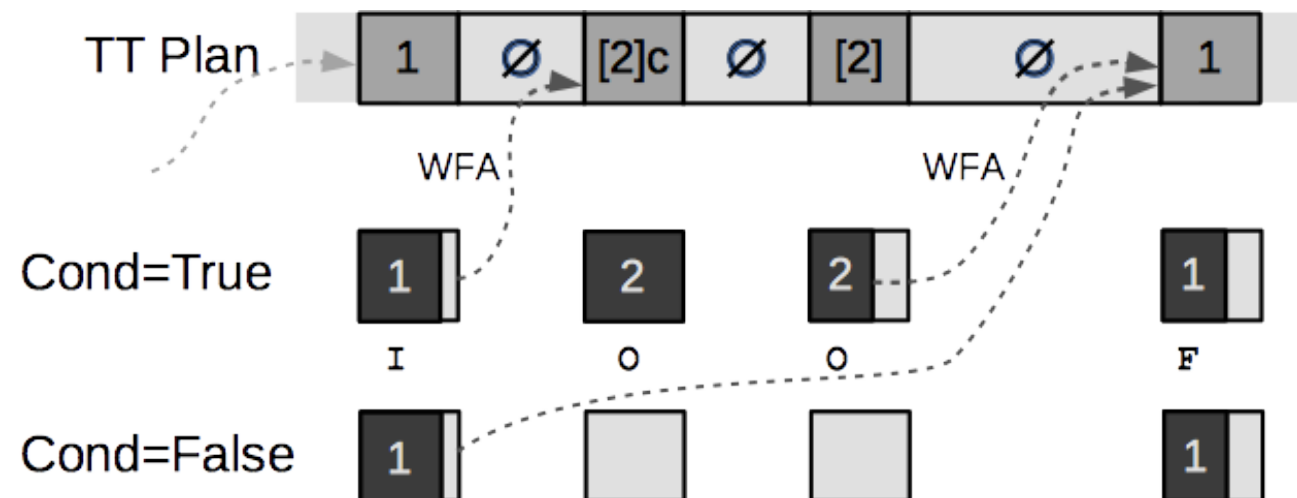 TT Plan 1 Ø [2]c Ø [2] Ø 1
WFA WFA
Cond=True 1 2 2 1
I O O F
Cond=False 1 1